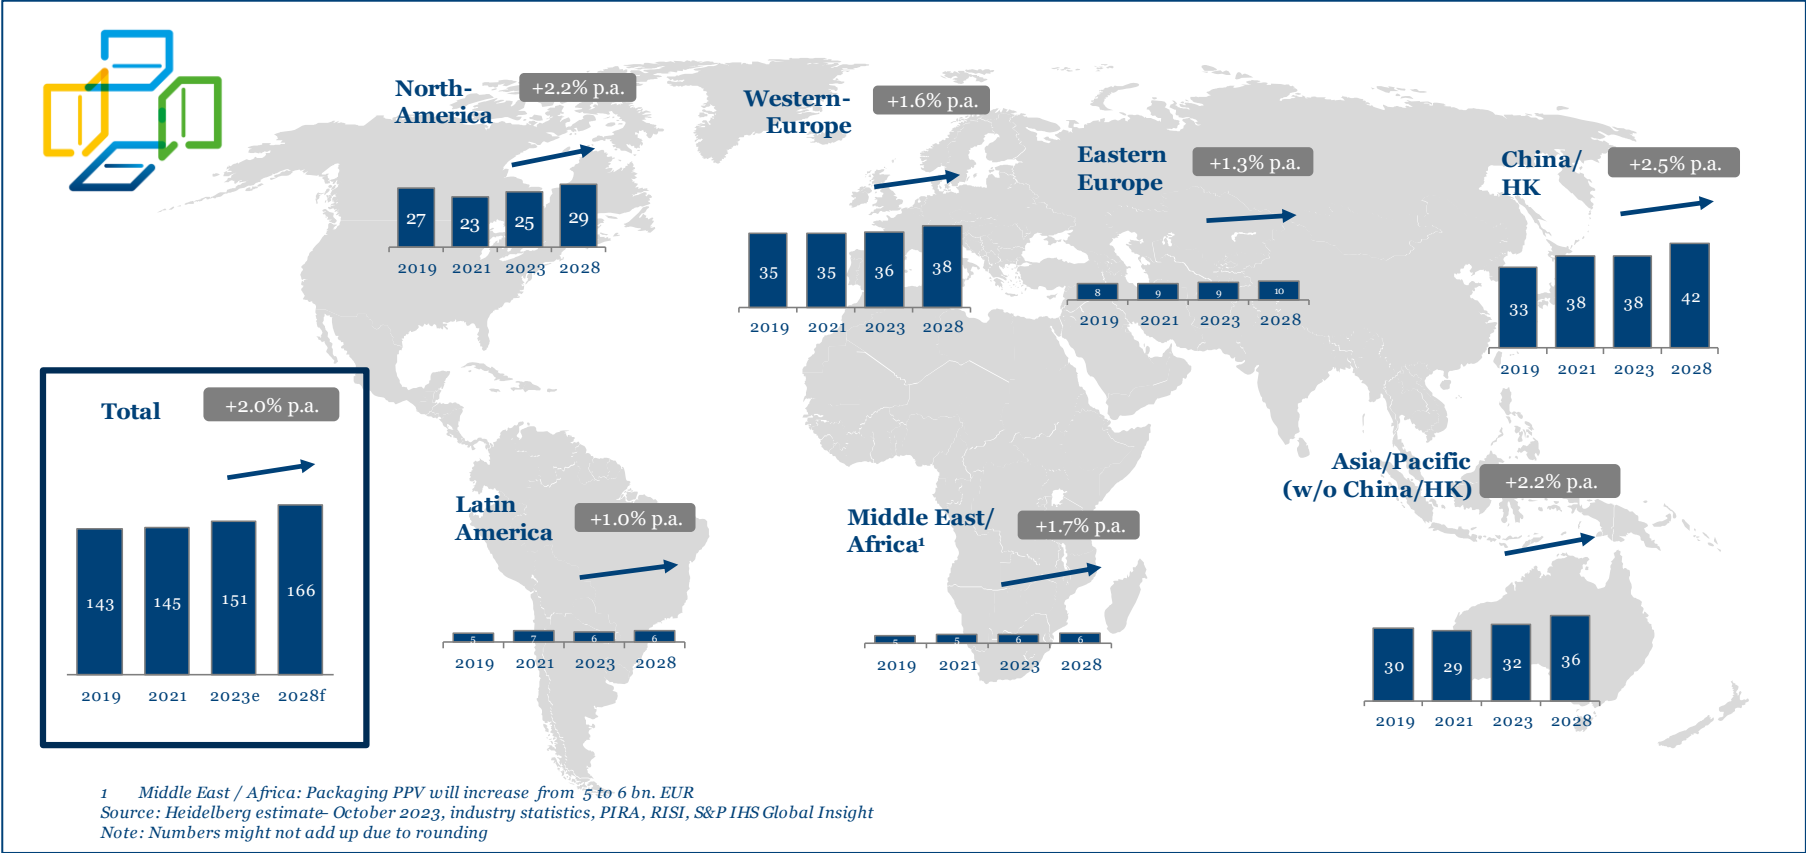 North-
America
+2.2% p.a.
27
23
25
29
2019
2021
2023
2028
Western-
Europe
+1.6% p.a.
35
35
36
38
2019
2021
2023
2028
Eastern
Europe
+1.3% p.a.
8
9
9
10
2019
2021
2023
2028
China/
HK
+2.5% p.a.
33
38
38
42
2019
2021
2023
2028
Total
+2.0% p.a.
143
145
151
166
2019
2021
2023e
2028f
Latin
America
+1.0% p.a.
5
7
6
6
2019
2021
2023
2028
Middle East/
Africa¹
+1.7% p.a.
5
5
6
6
2019
2021
2023
2028
Asia/Pacific
(w/o China/HK)
+2.2% p.a.
30
29
32
36
2019
2021
2023
2028
1 Middle East / Africa: Packaging PPV will increase from 5 to 6 bn. EUR
Source: Heidelberg estimate– October 2023, industry statistics, PIRA, RISI, S&P IHS Global Insight
Note: Numbers might not add up due to rounding